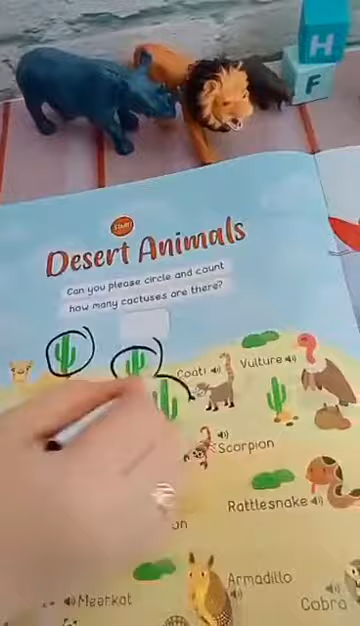 H
F
START
Desert Animals
Can you please circle and count
how many cactuses are there?
Coati
Vulture
Scorpion
Rattlesnake
on
Armadillo
Meerkat
Cobra